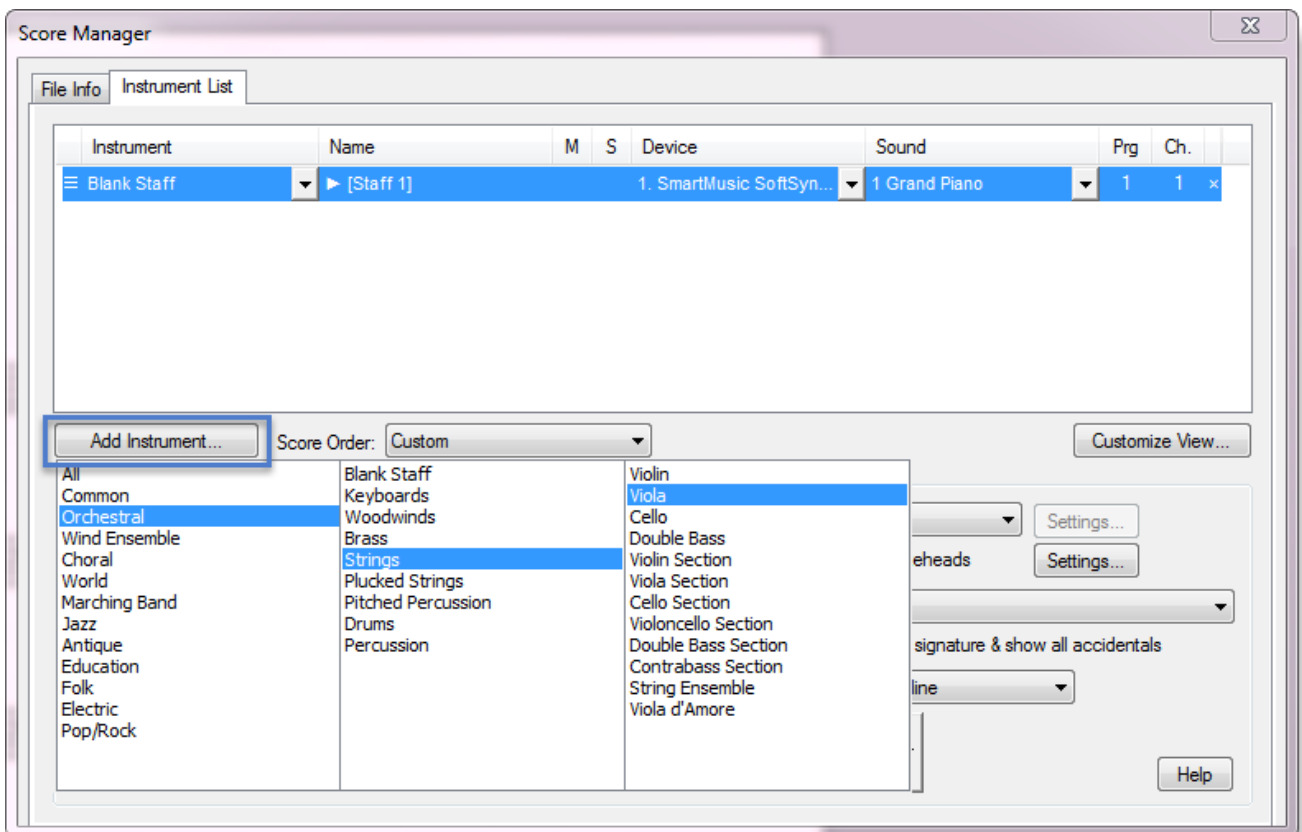 Score Manager
File Info Instrument List
Instrument Name M S Device Sound Prg Ch.
Blank Staff [Staff 1] 1. SmartMusic SoftSyn... 1 Grand Piano 1 1 ×
Add Instrument... Score Order: Custom Customize View...
All Blank Staff Violin
Common Keyboards Viola
Orchestral Woodwinds Cello Settings...
Wind Ensemble Brass Double Bass
Choral Strings Violin Section eheads Settings...
World Plucked Strings Viola Section
Marching Band Pitched Percussion Cello Section
Jazz Drums Violoncello Section
Antique Percussion Double Bass Section signature & show all accidentals
Education Contrabass Section
Folk String Ensemble line
Electric Viola d'Amore
Pop/Rock
Help